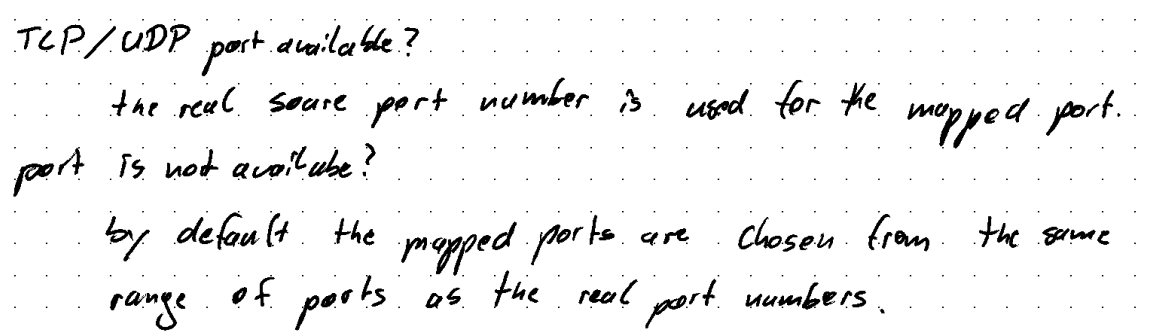 TCP/UDP port available?
the real soure port number is used for the mapped port.
port is not availabe?
by default the mapped ports are chosen from the same
range of ports as the real port numbers.